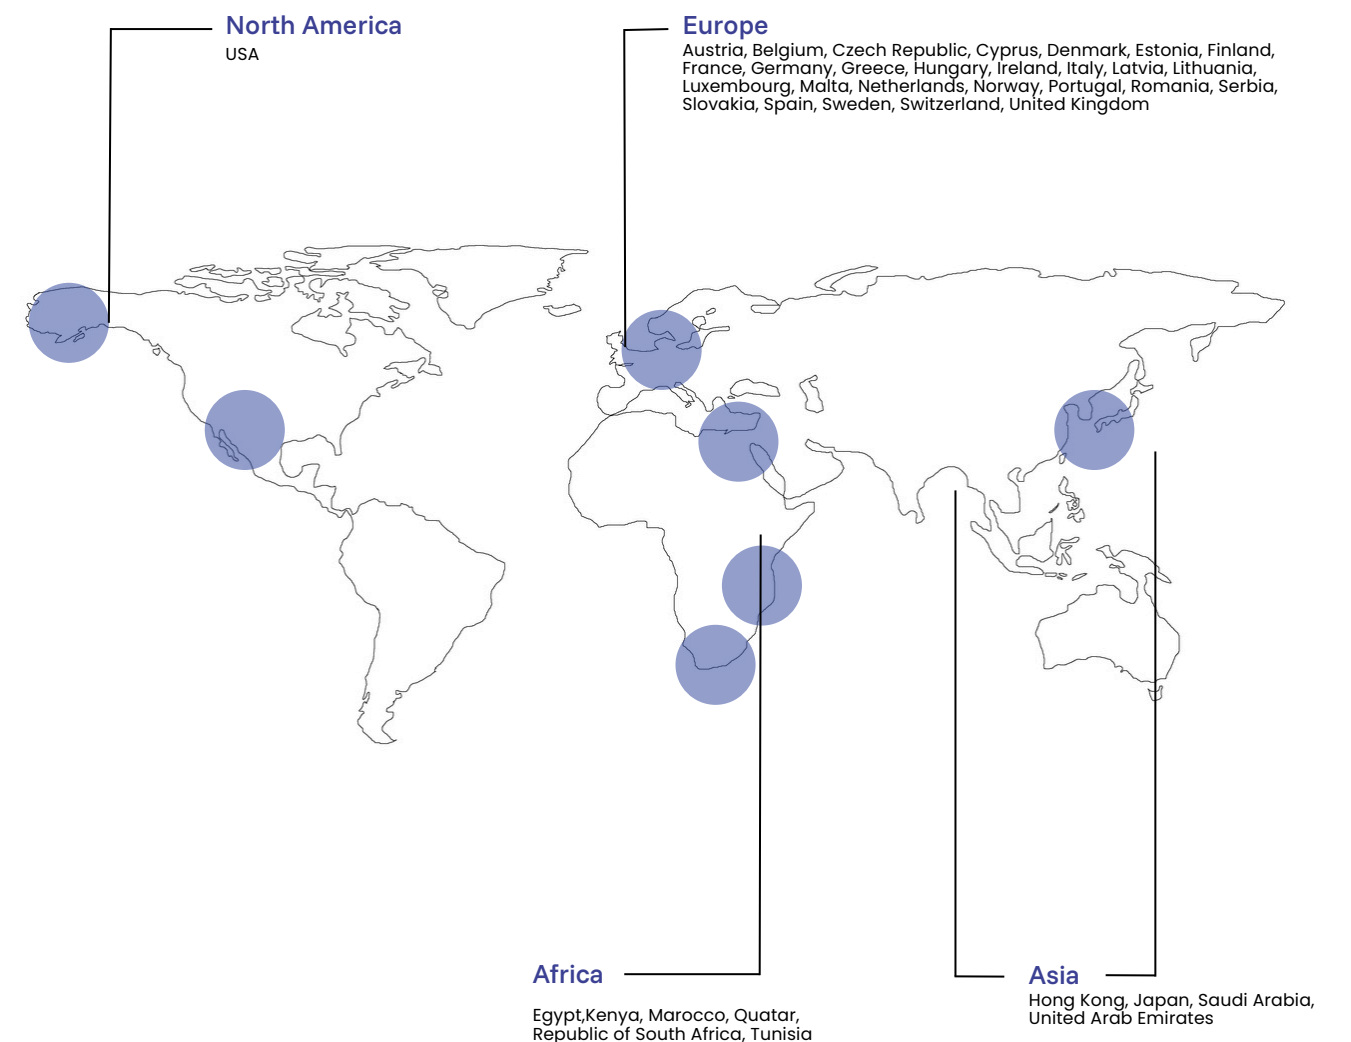 North America
USA
Europe
Austria, Belgium, Czech Republic, Cyprus, Denmark, Estonia, Finland,
France, Germany, Greece, Hungary, Ireland, Italy, Latvia, Lithuania,
Luxembourg, Malta, Netherlands, Norway, Portugal, Romania, Serbia,
Slovakia, Spain, Sweden, Switzerland, United Kingdom
Africa
Egypt,Kenya, Marocco, Quatar,
Republic of South Africa, Tunisia
Asia
Hong Kong, Japan, Saudi Arabia,
United Arab Emirates